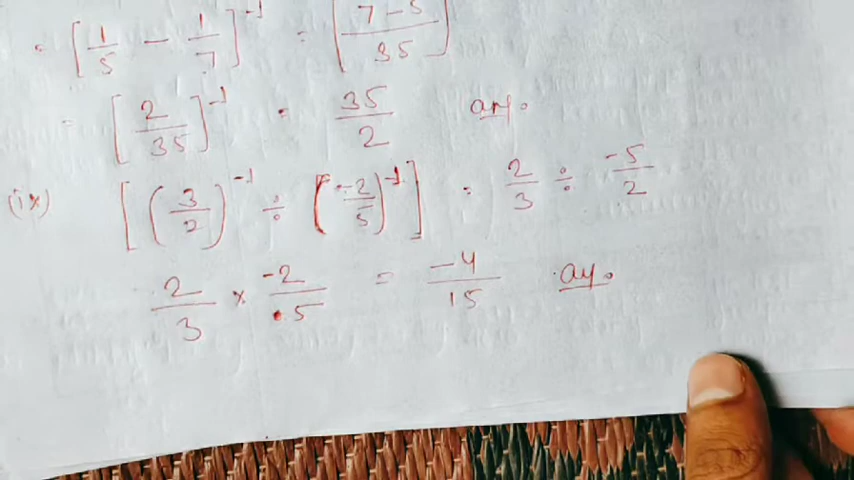 = [1/5 - 1/7]^-1 = (7-5/35)
= [2/35]^-1 = 35/2 ans.
(ix) [(3/2)^-1 ÷ (-2/5)^-1] = 2/3 ÷ -5/2
2/3 × -2/5 = -4/15 ans.